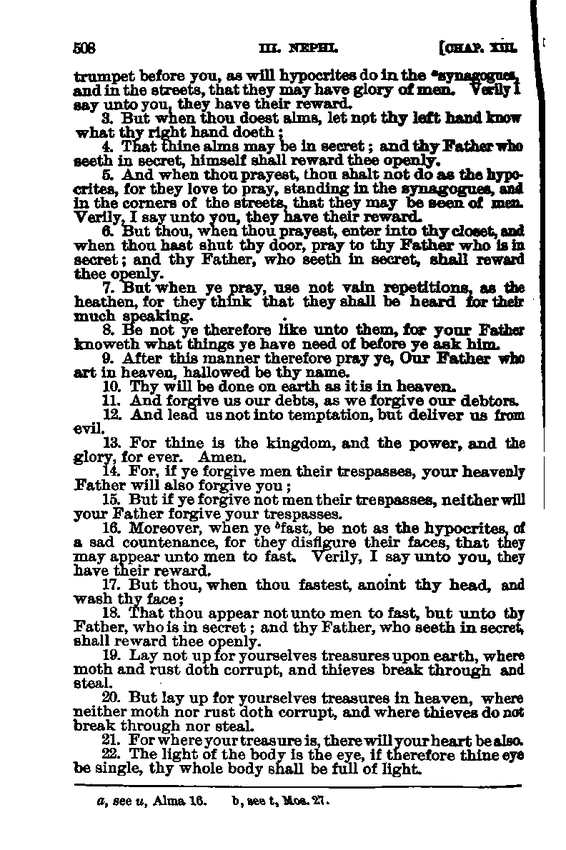 508 III. NEPHI. [CHAP. XIII.
trumpet before you, as will hypocrites do in the ᵃsynagogues,
and in the streets, that they may have glory of men. Verily I
say unto you, they have their reward.
3. But when thou doest alms, let not thy left hand know
what thy right hand doeth;
4. That thine alms may be in secret; and thy Father who
seeth in secret, himself shall reward thee openly.
5. And when thou prayest, thou shalt not do as the hypo-
crites, for they love to pray, standing in the synagogues, and
in the corners of the streets, that they may be seen of men.
Verily, I say unto you, they have their reward.
6. But thou, when thou prayest, enter into thy closet, and
when thou hast shut thy door, pray to thy Father who is in
secret; and thy Father, who seeth in secret, shall reward
thee openly.
7. But when ye pray, use not vain repetitions, as the
heathen, for they think that they shall be heard for their
much speaking.
8. Be not ye therefore like unto them, for your Father
knoweth what things ye have need of before ye ask him.
9. After this manner therefore pray ye, Our Father who
art in heaven, hallowed be thy name.
10. Thy will be done on earth as it is in heaven.
11. And forgive us our debts, as we forgive our debtors.
12. And lead us not into temptation, but deliver us from
evil.
13. For thine is the kingdom, and the power, and the
glory, for ever. Amen.
14. For, if ye forgive men their trespasses, your heavenly
Father will also forgive you;
15. But if ye forgive not men their trespasses, neither will
your Father forgive your trespasses.
16. Moreover, when ye ᵇfast, be not as the hypocrites, of
a sad countenance, for they disfigure their faces, that they
may appear unto men to fast. Verily, I say unto you, they
have their reward.
17. But thou, when thou fastest, anoint thy head, and
wash thy face;
18. That thou appear not unto men to fast, but unto thy
Father, who is in secret; and thy Father, who seeth in secret,
shall reward thee openly.
19. Lay not up for yourselves treasures upon earth, where
moth and rust doth corrupt, and thieves break through and
steal.
20. But lay up for yourselves treasures in heaven, where
neither moth nor rust doth corrupt, and where thieves do not
break through nor steal.
21. For where your treasure is, there will your heart be also.
22. The light of the body is the eye, if therefore thine eye
be single, thy whole body shall be full of light.
a, see u, Alma 16. b, see t, Mos. 27.